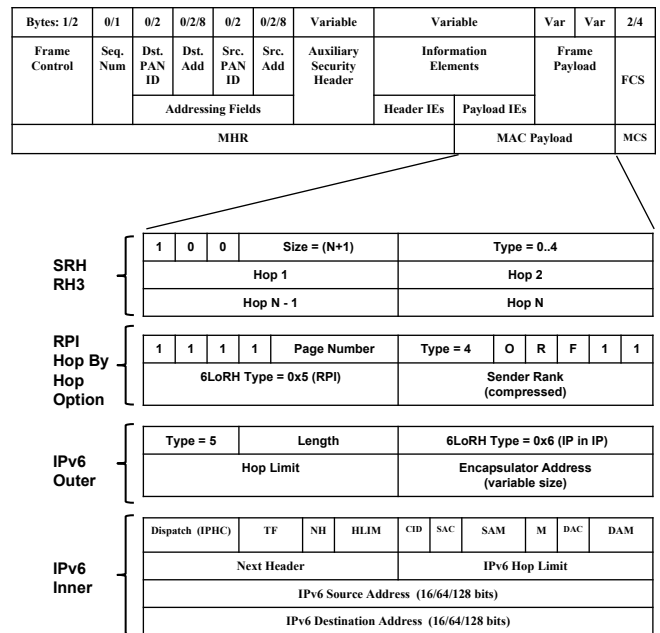 Bytes: 1/2 0/1 0/2 0/2/8 0/2 0/2/8 Variable Variable Var Var 2/4
Frame Control Seq. Num Dst. PAN ID Dst. Add Src. PAN ID Src. Add Auxiliary Security Header Information Elements Frame Payload FCS
Addressing Fields Header IEs Payload IEs
MHR MAC Payload MCS
SRH RH3
1 0 0 Size = (N+1) Type = 0..4
Hop 1 Hop 2
Hop N - 1 Hop N
RPI Hop By Hop Option
1 1 1 1 Page Number Type = 4 O R F 1 1
6LoRH Type = 0x5 (RPI) Sender Rank (compressed)
IPv6 Outer
Type = 5 Length 6LoRH Type = 0x6 (IP in IP)
Hop Limit Encapsulator Address (variable size)
IPv6 Inner
Dispatch (IPHC) TF NH HLIM CID SAC SAM M DAC DAM
Next Header IPv6 Hop Limit
IPv6 Source Address (16/64/128 bits)
IPv6 Destination Address (16/64/128 bits)